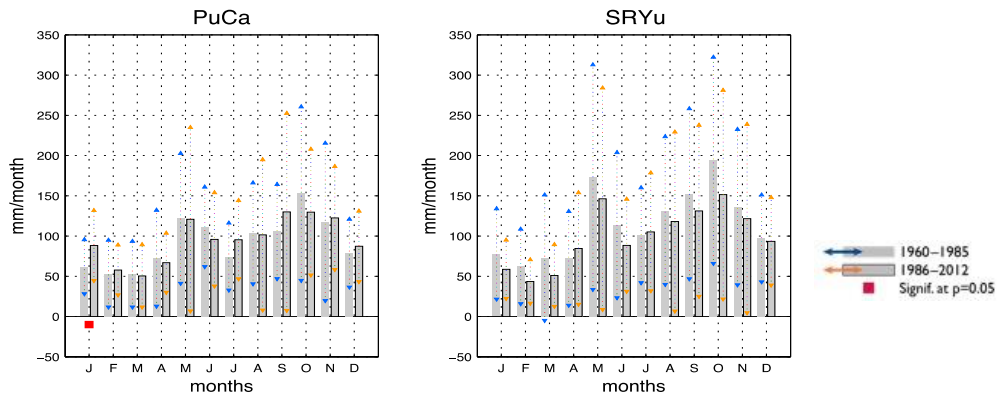 PuCa
SRYu
350
300
250
200
150
100
50
0
−50
mm/month
J F M A M J J A S O N D
months
350
300
250
200
150
100
50
0
−50
mm/month
J F M A M J J A S O N D
months
1960−1985
1986−2012
Signif. at p=0.05